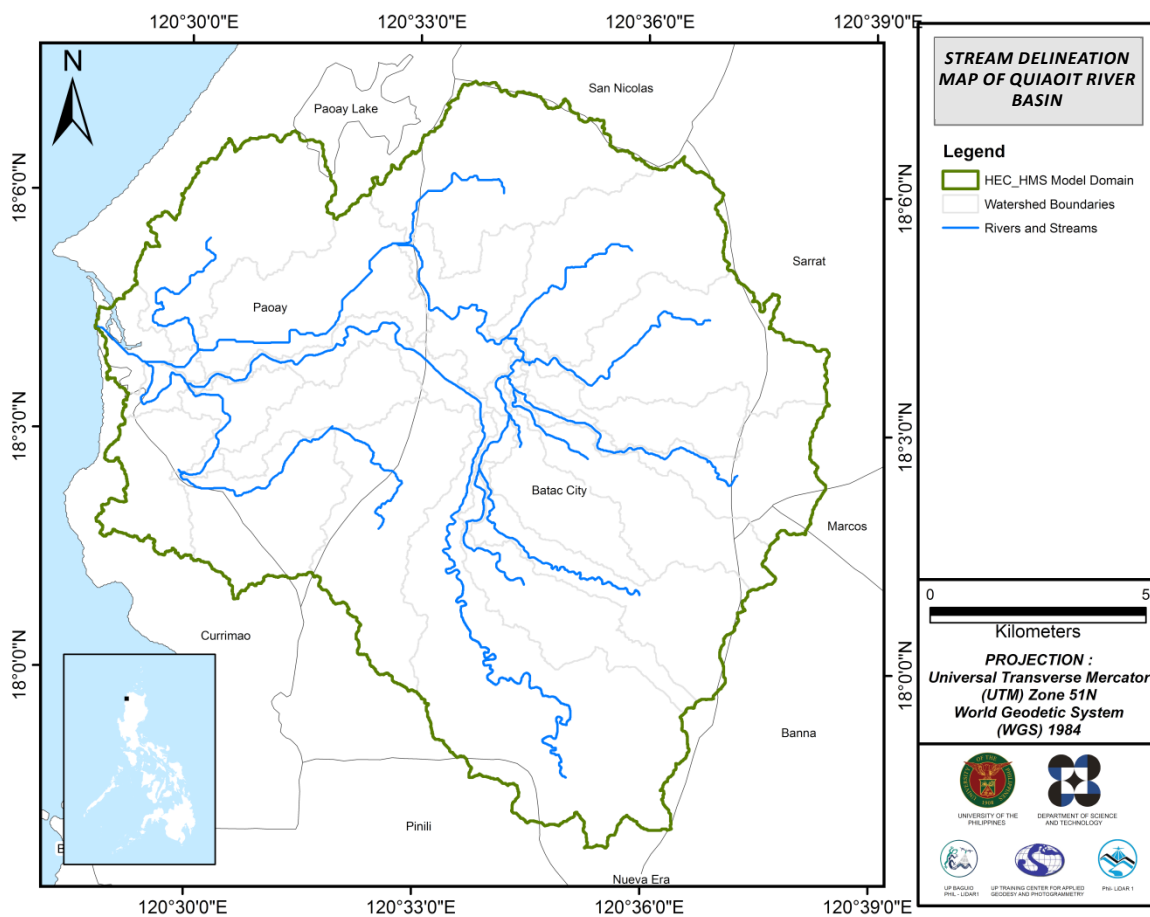 120°30'0"E
120°33'0"E
120°36'0"E
120°39'0"E
18°6'0"N
18°3'0"N
18°0'0"N
N
Paoay Lake
San Nicolas
Sarrat
Paoay
Batac City
Marcos
Currimao
Banna
Pinili
Nueva Era
18°6'0"N
18°3'0"N
18°0'0"N
120°30'0"E
120°33'0"E
120°36'0"E
120°39'0"E
STREAM DELINEATION
MAP OF QUIAOIT RIVER
BASIN
Legend
HEC_HMS Model Domain
Watershed Boundaries
Rivers and Streams
0 5
Kilometers
PROJECTION :
Universal Transverse Mercator
(UTM) Zone 51N
World Geodetic System
(WGS) 1984
UNIVERSITY OF THE
PHILIPPINES
DEPARTMENT OF SCIENCE
AND TECHNOLOGY
UP BAGUIO
PHIL - LIDAR1
UP TRAINING CENTER FOR APPLIED
GEODESY AND PHOTOGRAMMETRY
Phil- LiDAR 1